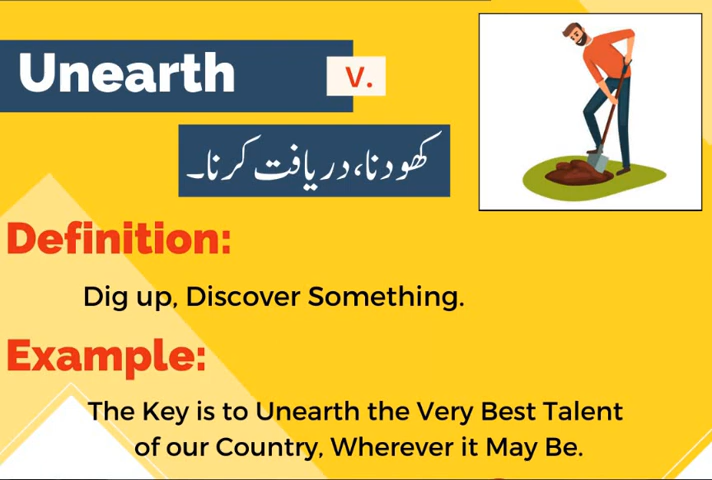 Unearth
v.
کھودنا، دریافت کرنا۔
Definition:
Dig up, Discover Something.
Example:
The Key is to Unearth the Very Best Talent
of our Country, Wherever it May Be.